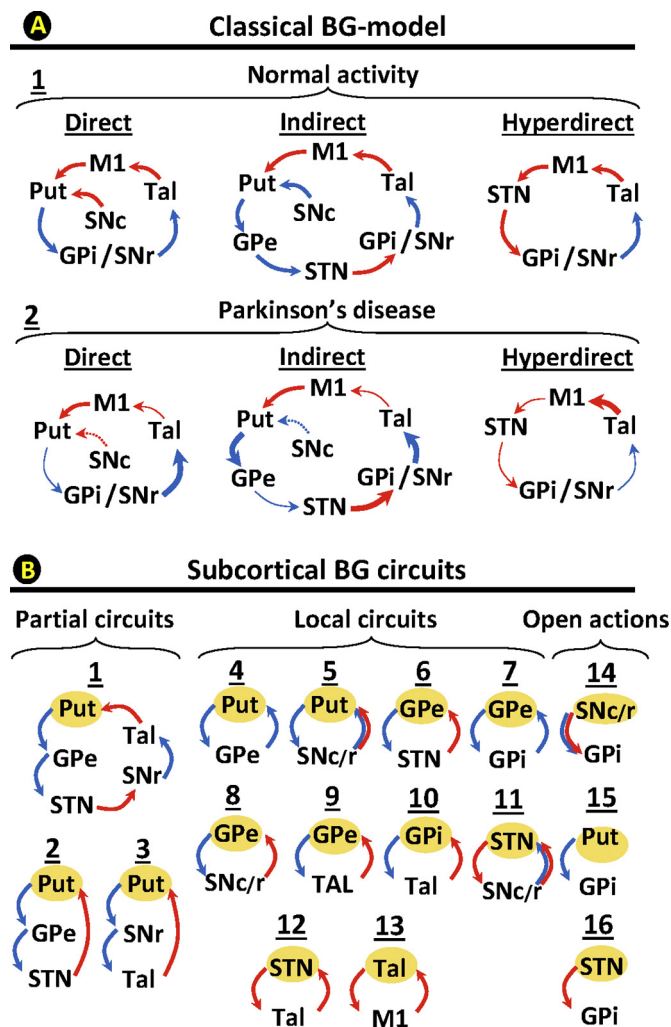 A Classical BG-model
1 Normal activity
Direct Indirect Hyperdirect
M1 M1 M1
Put Tal Put Tal STN Tal
SNc SNc
GPi/SNr GPe GPi/SNr GPi/SNr
STN
2 Parkinson's disease
Direct Indirect Hyperdirect
M1 M1 M1
Put Tal Put Tal STN Tal
SNc SNc
GPi/SNr GPe GPi/SNr GPi/SNr
STN
B Subcortical BG circuits
Partial circuits Local circuits Open actions
1 4 5 6 7 14
Put Put Put GPe GPe SNc/r
Tal
GPe GPe SNc/r STN GPi GPi
SNr
STN
8 9 10 11 15
GPe GPe GPi STN Put
SNc/r TAL Tal SNc/r GPi
2 3
Put Put
GPe SNr
STN Tal
12 13 16
STN Tal STN
Tal M1 GPi